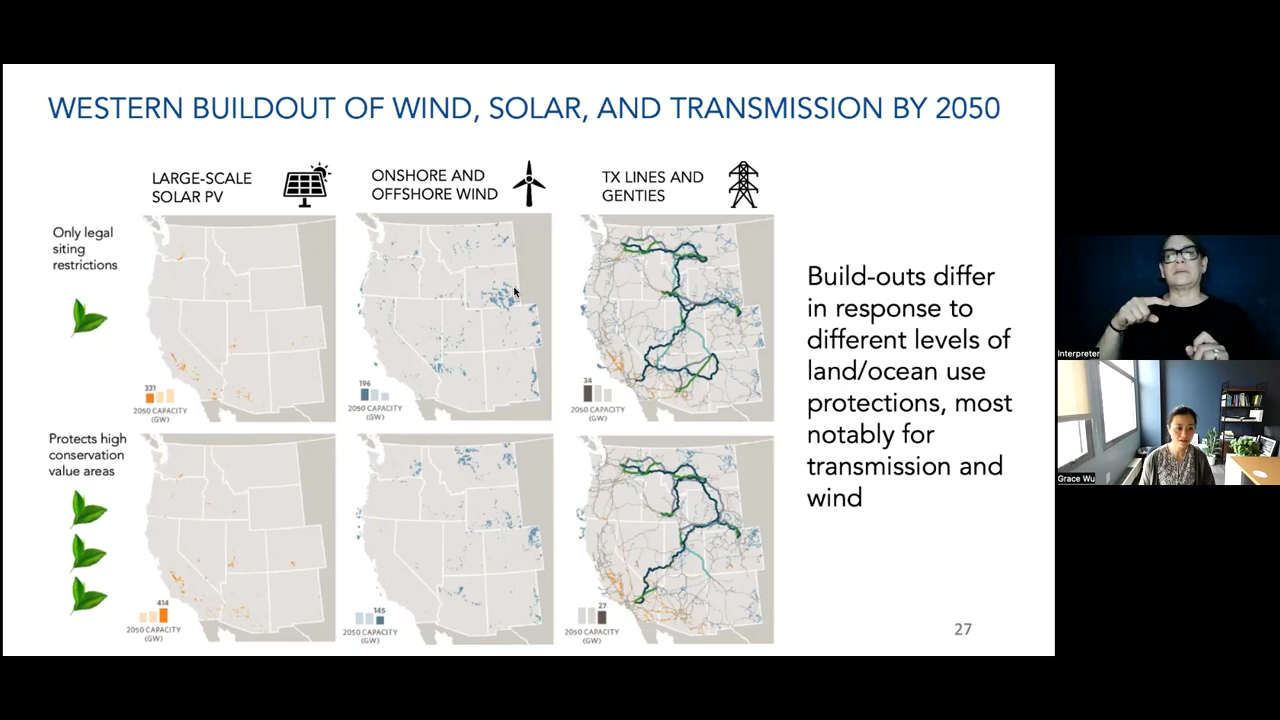 WESTERN BUILDOUT OF WIND, SOLAR, AND TRANSMISSION BY 2050
LARGE-SCALE
SOLAR PV
ONSHORE AND
OFFSHORE WIND
TX LINES AND
GENTIES
Only legal
siting
restrictions
331
2050 CAPACITY
(GW)
196
2050 CAPACITY
(GW)
34
2050 CAPACITY
(GW)
Protects high
conservation
value areas
414
2050 CAPACITY
(GW)
145
2050 CAPACITY
(GW)
27
2050 CAPACITY
(GW)
Build-outs differ
in response to
different levels of
land/ocean use
protections, most
notably for
transmission and
wind
27
Interpreter
Grace Wu